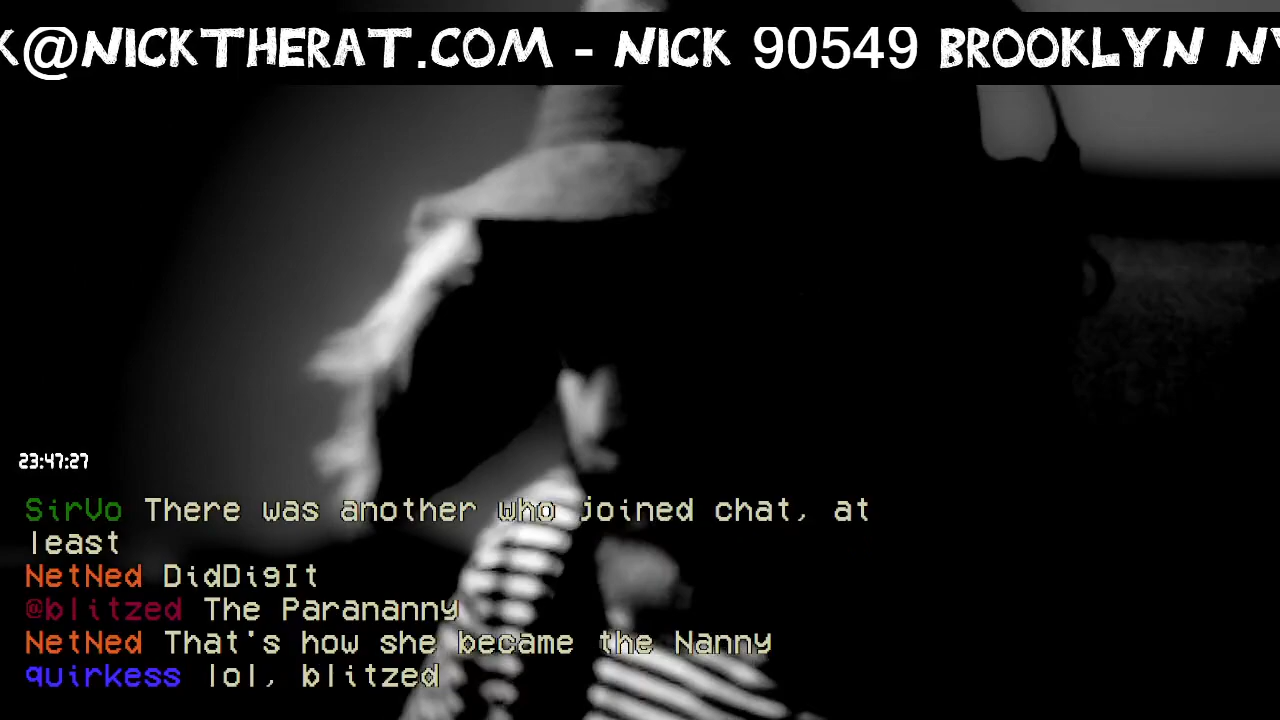 K@NICKTHERAT.COM - NICK 90549 BROOKLYN NY
23:47:27
SirVo There was another who joined chat, at
least
NetNed DidDigIt
@blitzed The Parananny
NetNed That's how she became the Nanny
quirkess lol, blitzed